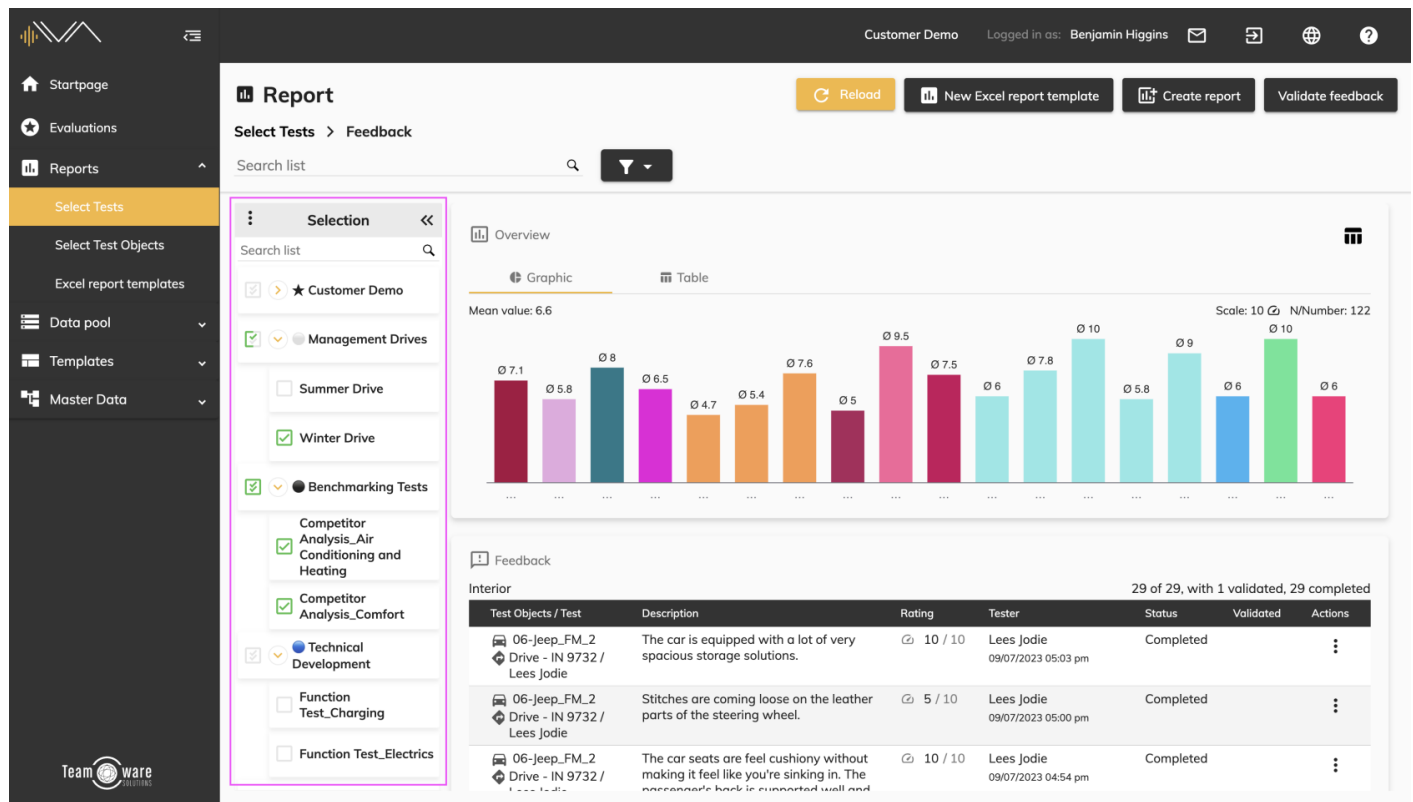 Customer Demo Logged in as: Benjamin Higgins
Startpage
Evaluations
Reports
Select Tests
Select Test Objects
Excel report templates
Data pool
Templates
Master Data
Team ware
SOLUTIONS
Report
Reload
New Excel report template
Create report
Validate feedback
Select Tests > Feedback
Search list
Selection
Search list
Customer Demo
Management Drives
Summer Drive
Winter Drive
Benchmarking Tests
Competitor
Analysis_Air
Conditioning and
Heating
Competitor
Analysis_Comfort
Technical
Development
Function
Test_Charging
Function Test_Electrics
Overview
Graphic Table
Mean value: 6.6 Scale: 10 N/Number: 122
Ø 7.1 Ø 5.8 Ø 8 Ø 6.5 Ø 4.7 Ø 5.4 Ø 7.6 Ø 5 Ø 9.5 Ø 7.5 Ø 6 Ø 7.8 Ø 10 Ø 5.8 Ø 9 Ø 6 Ø 10 Ø 6
... ... ... ... ... ... ... ... ... ... ... ... ... ... ... ... ... ...
Feedback
Interior 29 of 29, with 1 validated, 29 completed
Test Objects / Test Description Rating Tester Status Validated Actions
06-Jeep_FM_2 The car is equipped with a lot of very 10 / 10 Lees Jodie Completed
Drive - IN 9732 / spacious storage solutions. 09/07/2023 05:03 pm
Lees Jodie
06-Jeep_FM_2 Stitches are coming loose on the leather 5 / 10 Lees Jodie Completed
Drive - IN 9732 / parts of the steering wheel. 09/07/2023 05:00 pm
Lees Jodie
06-Jeep_FM_2 The car seats are feel cushiony without 10 / 10 Lees Jodie Completed
Drive - IN 9732 / making it feel like you're sinking in. The 09/07/2023 04:54 pm
Lees Jodie passenger's back is supported well and